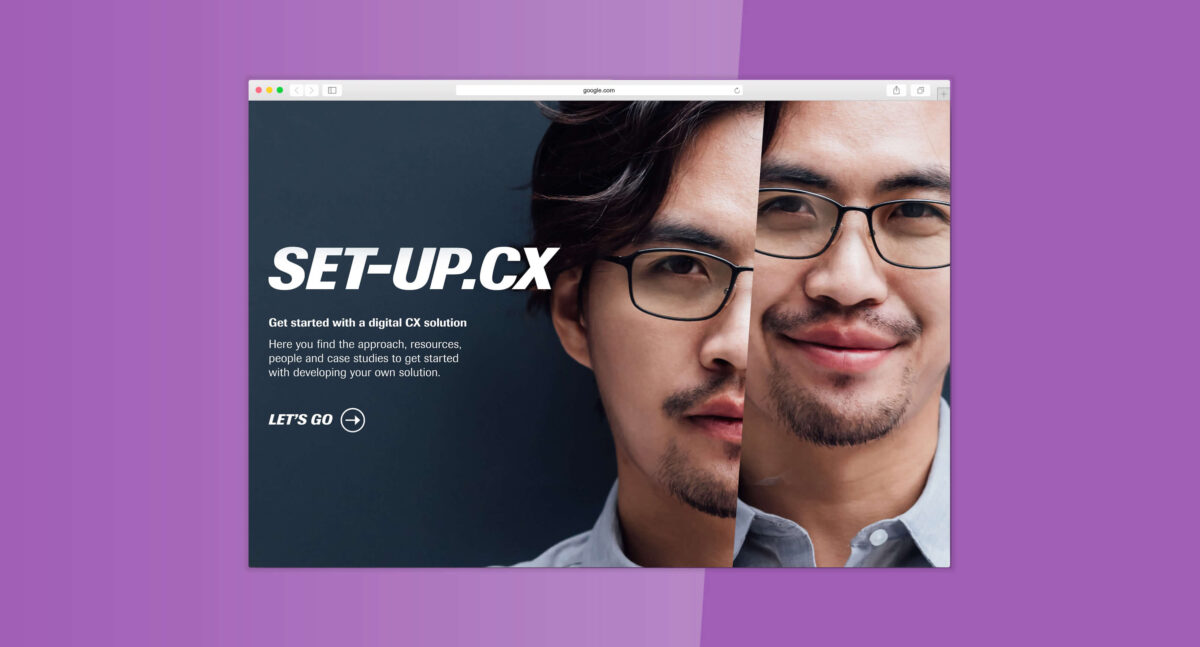 google.com
SET-UP.CX
Get started with a digital CX solution
Here you find the approach, resources,
people and case studies to get started
with developing your own solution.
LET'S GO